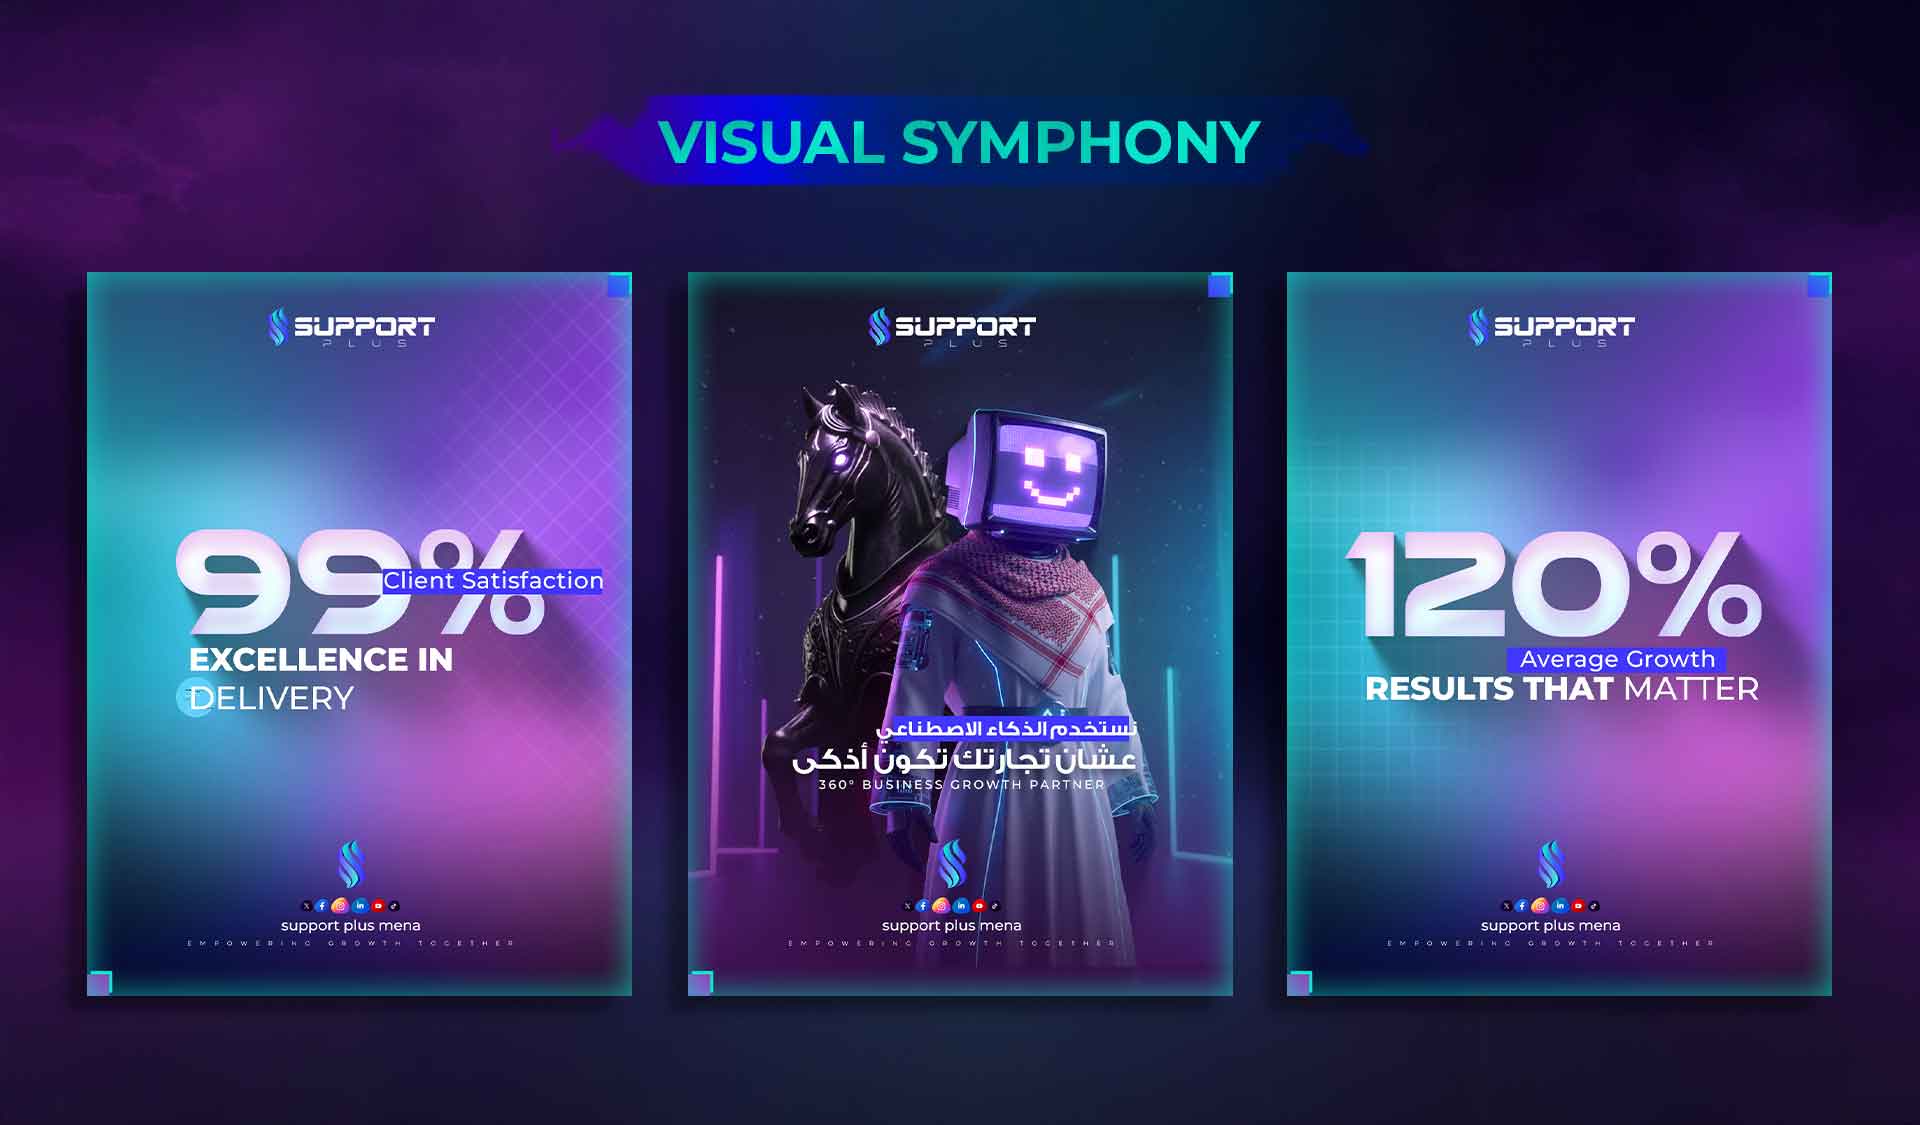 VISUAL SYMPHONY
SUPPORT
PLUS
99%
Client Satisfaction
EXCELLENCE IN
DELIVERY
support plus mena
EMPOWERING GROWTH TOGETHER
SUPPORT
PLUS
نستخدم الذكاء الاصطناعي
عشان تجارتك تكون أذكى
360° BUSINESS GROWTH PARTNER
support plus mena
EMPOWERING GROWTH TOGETHER
SUPPORT
PLUS
120%
Average Growth
RESULTS THAT MATTER
support plus mena
EMPOWERING GROWTH TOGETHER